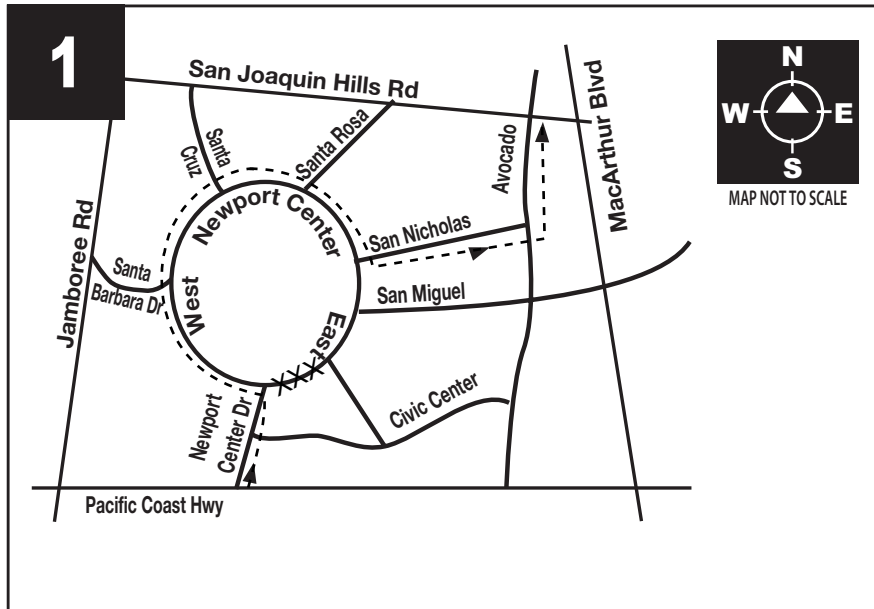 1
San Joaquin Hills Rd
N
W E
S
MAP NOT TO SCALE
Santa
Cruz
Santa Rosa
Avocado
MacArthur Blvd
Newport Center
San Nicholas
Jamboree Rd
Santa
Barbara Dr
West
San Miguel
East
XXX
Newport
Center Dr
Civic Center
Pacific Coast Hwy